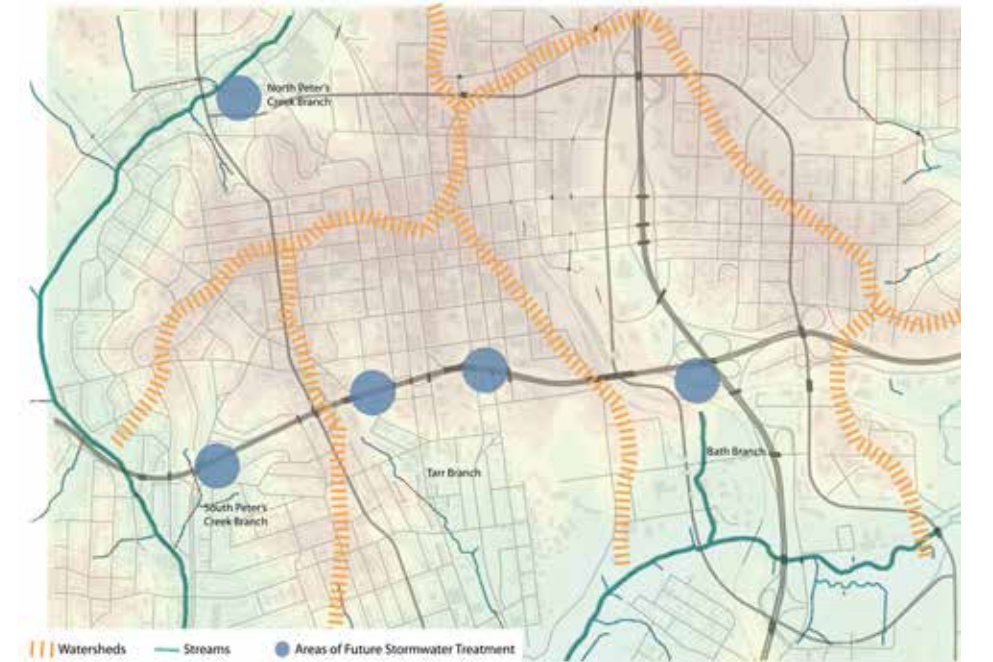 North Peter's
Creek Branch
Bath Branch
Tarr Branch
South Peter's
Creek Branch
Watersheds
Streams
Areas of Future Stormwater Treatment